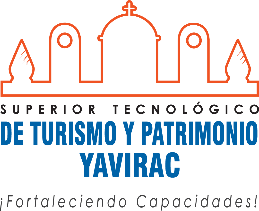 SUPERIOR TECNOLÓGICO
DE TURISMO Y PATRIMONIO
YAVIRAC
¡Fortaleciendo Capacidades!